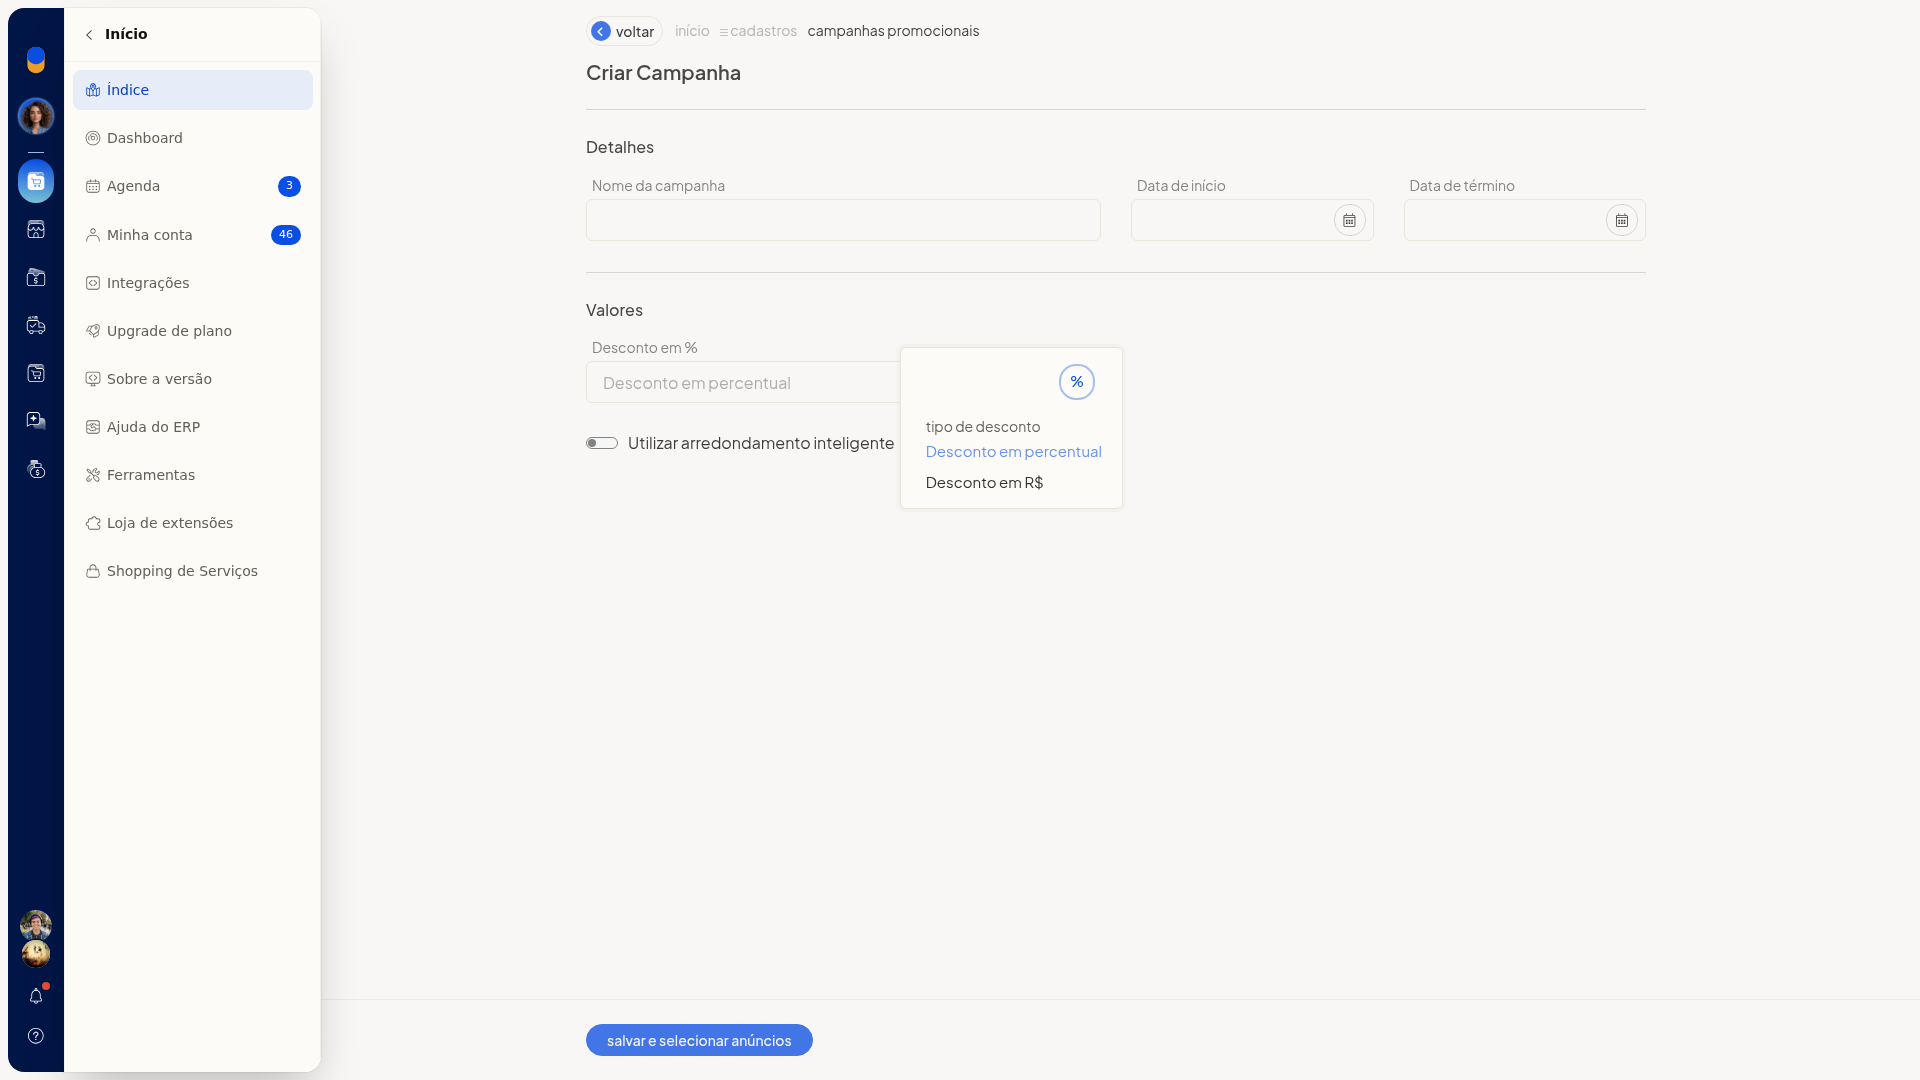 Início
Índice
Dashboard
Agenda
3
Minha conta
46
Integrações
Upgrade de plano
Sobre a versão
Ajuda do ERP
Ferramentas
Loja de extensões
Shopping de Serviços
voltar
início
cadastros
campanhas promocionais
Criar Campanha
Detalhes
Nome da campanha
Data de início
Data de término
Valores
Desconto em %
Desconto em percentual
Utilizar arredondamento inteligente
%
tipo de desconto
Desconto em percentual
Desconto em R$
salvar e selecionar anúncios